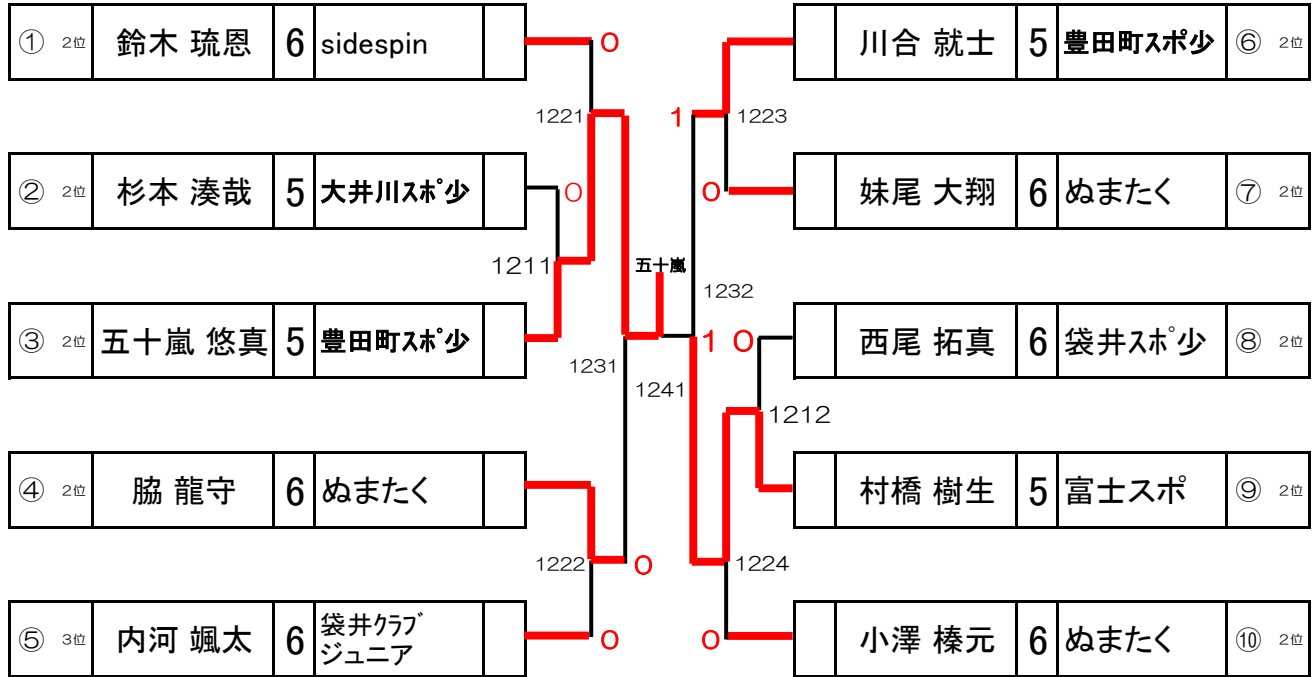 ① 2位 鈴木 琉恩 6 sidespin 0 川合 就士 5 豊田町スポ少 ⑥ 2位
1221 1 1223
② 2位 杉本 湊哉 5 大井川スポ少 0 0 妹尾 大翔 6 ぬまたく ⑦ 2位
1211 五十嵐 1232
③ 2位 五十嵐 悠真 5 豊田町スポ少 1 0 西尾 拓真 6 袋井スポ少 ⑧ 2位
1231 1241 1212
④ 2位 脇 龍守 6 ぬまたく 村橋 樹生 5 富士スポ ⑨ 2位
1222 0 1224
⑤ 3位 内河 颯太 6 袋井クラブ
ジュニア 0 0 小澤 榛元 6 ぬまたく ⑩ 2位